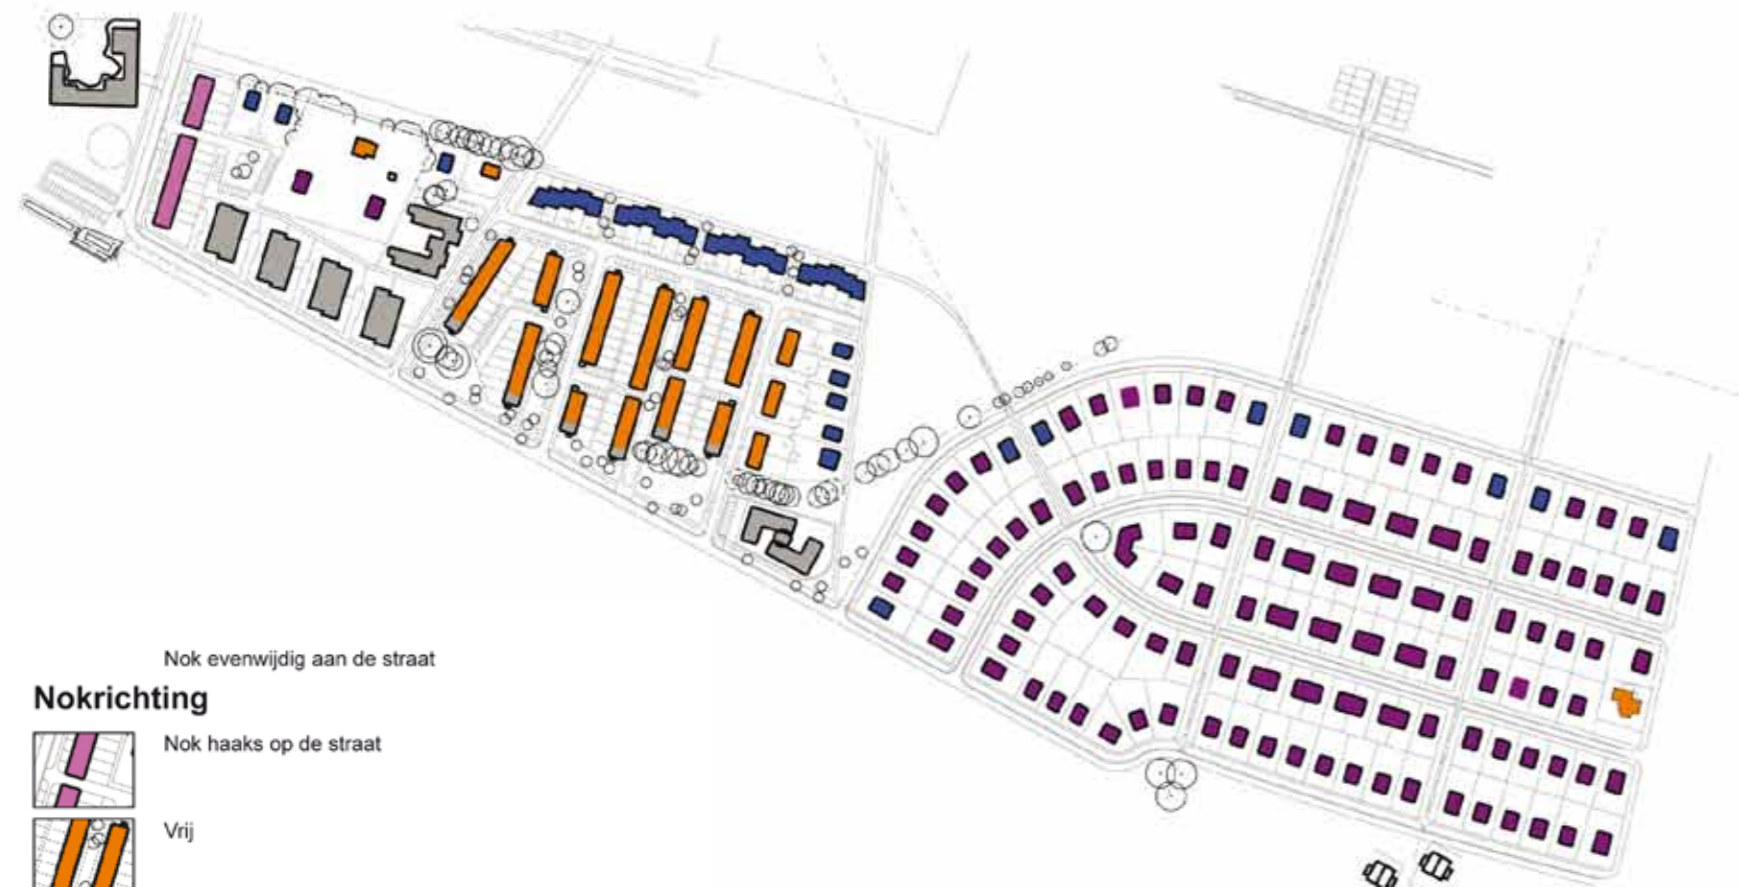 Nok evenwijdig aan de straat
Nokrichting
Nok haaks op de straat
Vrij